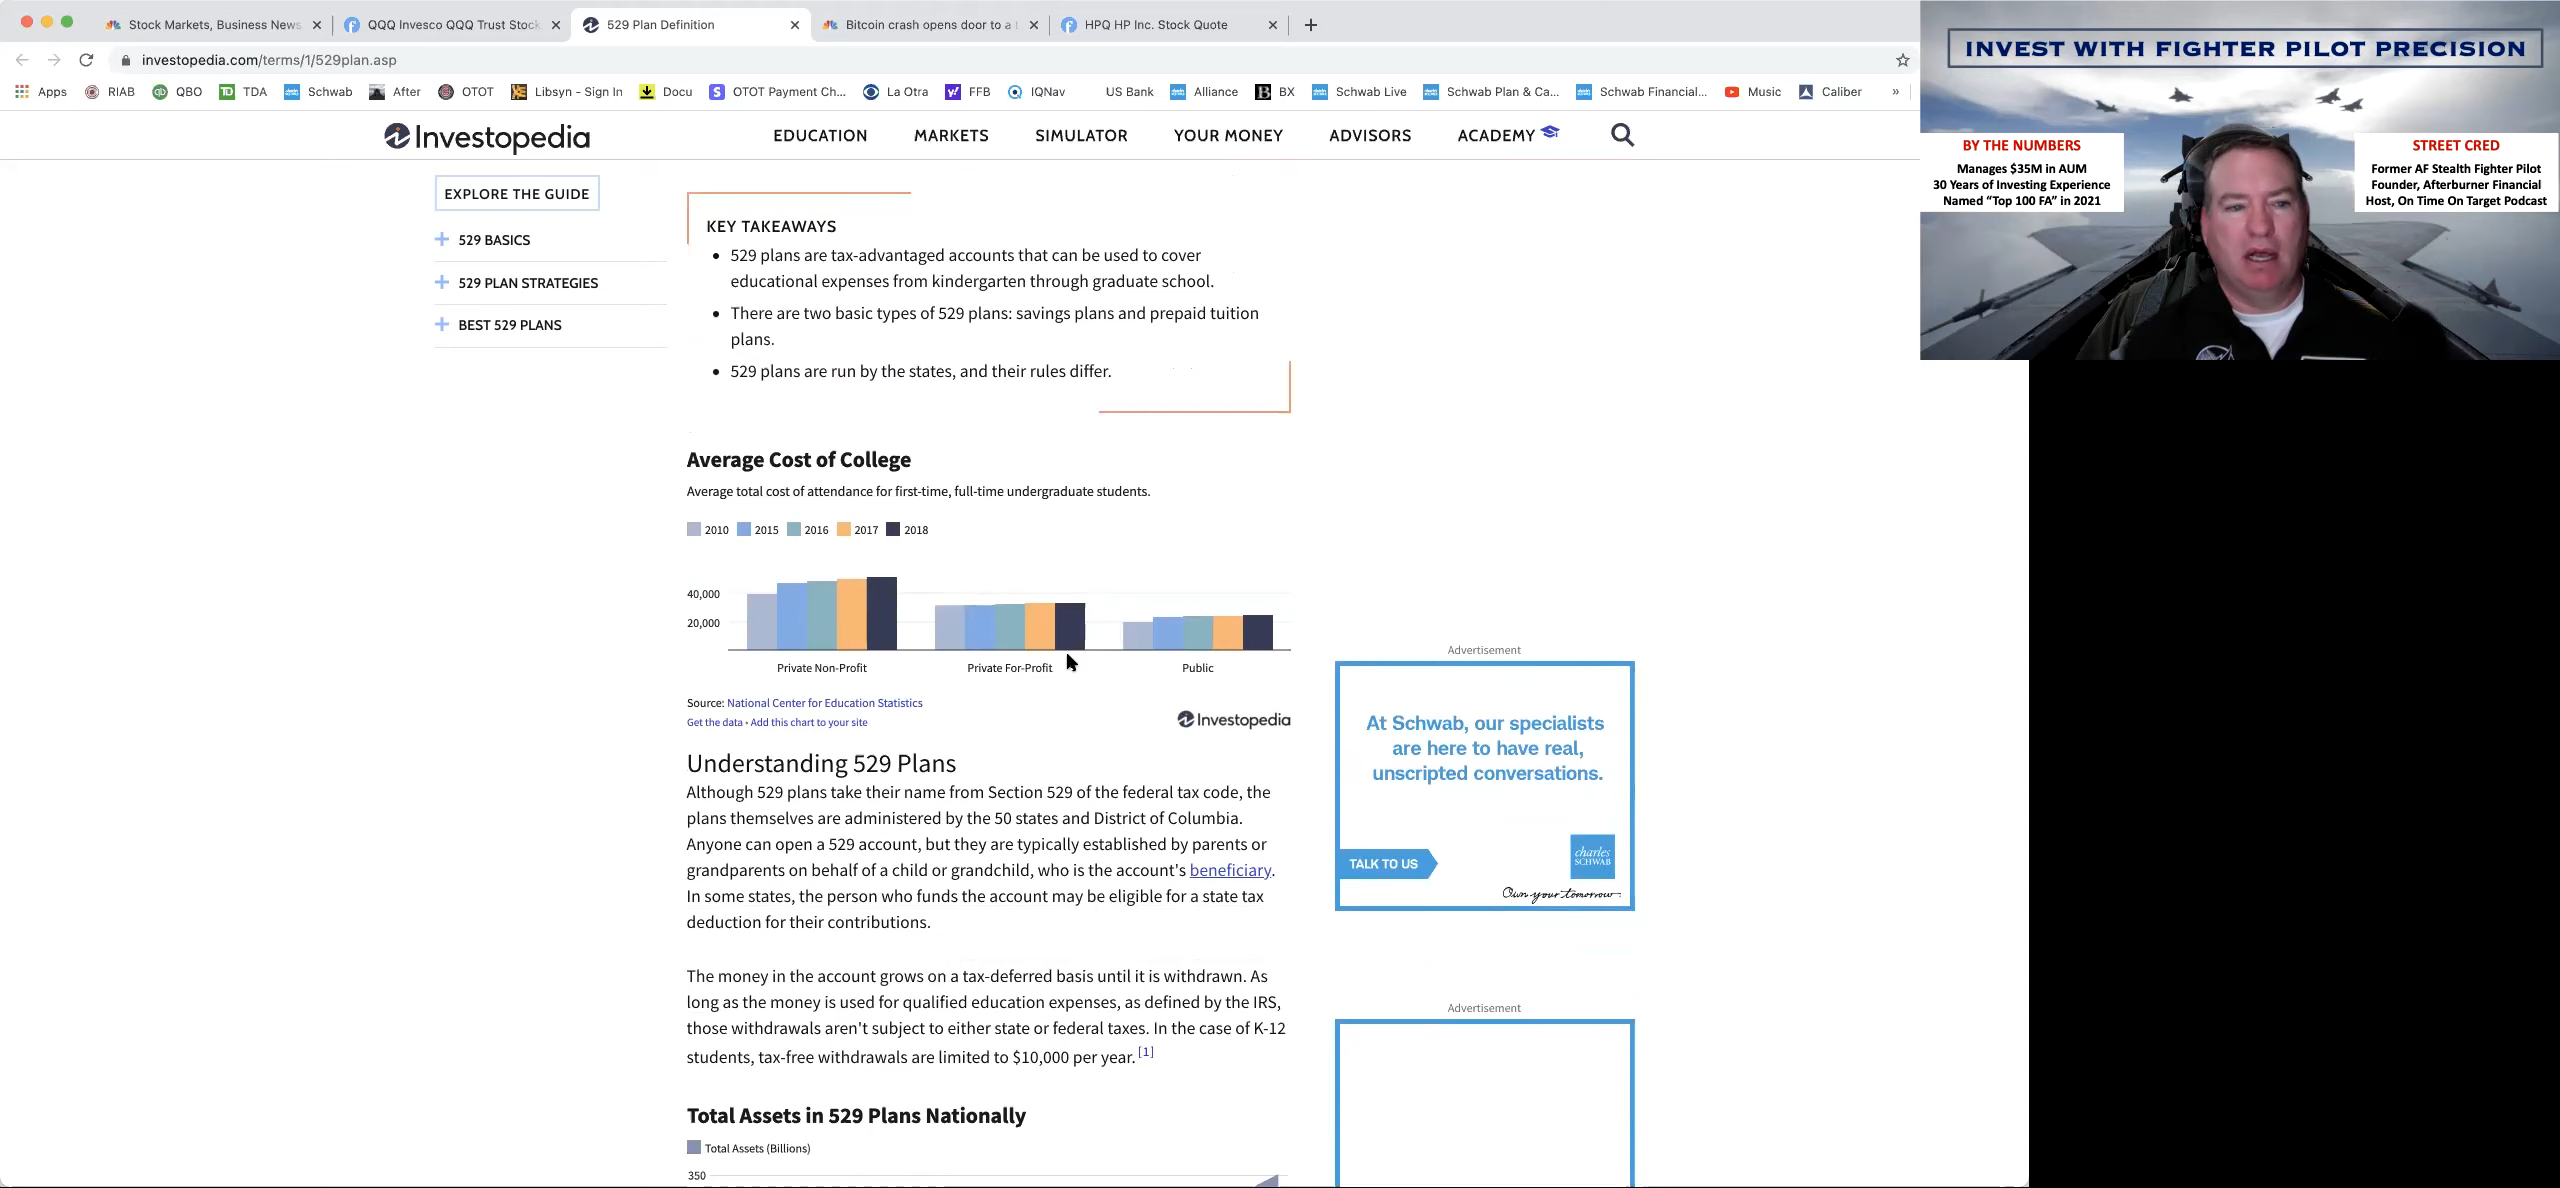 Stock Markets, Business News
QQQ Invesco QQQ Trust Stock
529 Plan Definition
Bitcoin crash opens door to a
HPQ HP Inc. Stock Quote
investopedia.com/terms/1/529plan.asp
Apps RIAB QBO TDA Schwab After OTOT Libsyn - Sign In Docu OTOT Payment Ch... La Otra FFB IQNav US Bank Alliance BX Schwab Live Schwab Plan & Ca... Schwab Financial... Music Caliber »
INVEST WITH FIGHTER PILOT PRECISION
BY THE NUMBERS
Manages $35M in AUM
30 Years of Investing Experience
Named “Top 100 FA” in 2021
STREET CRED
Former AF Stealth Fighter Pilot
Founder, Afterburner Financial
Host, On Time On Target Podcast
Investopedia
EDUCATION MARKETS SIMULATOR YOUR MONEY ADVISORS ACADEMY
EXPLORE THE GUIDE
529 BASICS
529 PLAN STRATEGIES
BEST 529 PLANS
KEY TAKEAWAYS
529 plans are tax-advantaged accounts that can be used to cover
educational expenses from kindergarten through graduate school.
There are two basic types of 529 plans: savings plans and prepaid tuition
plans.
529 plans are run by the states, and their rules differ.
Average Cost of College
Average total cost of attendance for first-time, full-time undergraduate students.
2010 2015 2016 2017 2018
40,000
20,000
Private Non-Profit Private For-Profit Public
Source: National Center for Education Statistics
Get the data • Add this chart to your site
Investopedia
Understanding 529 Plans
Although 529 plans take their name from Section 529 of the federal tax code, the
plans themselves are administered by the 50 states and District of Columbia.
Anyone can open a 529 account, but they are typically established by parents or
grandparents on behalf of a child or grandchild, who is the account's beneficiary.
In some states, the person who funds the account may be eligible for a state tax
deduction for their contributions.
The money in the account grows on a tax-deferred basis until it is withdrawn. As
long as the money is used for qualified education expenses, as defined by the IRS,
those withdrawals aren't subject to either state or federal taxes. In the case of K-12
students, tax-free withdrawals are limited to $10,000 per year. [1]
Total Assets in 529 Plans Nationally
Total Assets (Billions)
350
Advertisement
At Schwab, our specialists
are here to have real,
unscripted conversations.
TALK TO US
charles
SCHWAB
Own your tomorrow
Advertisement